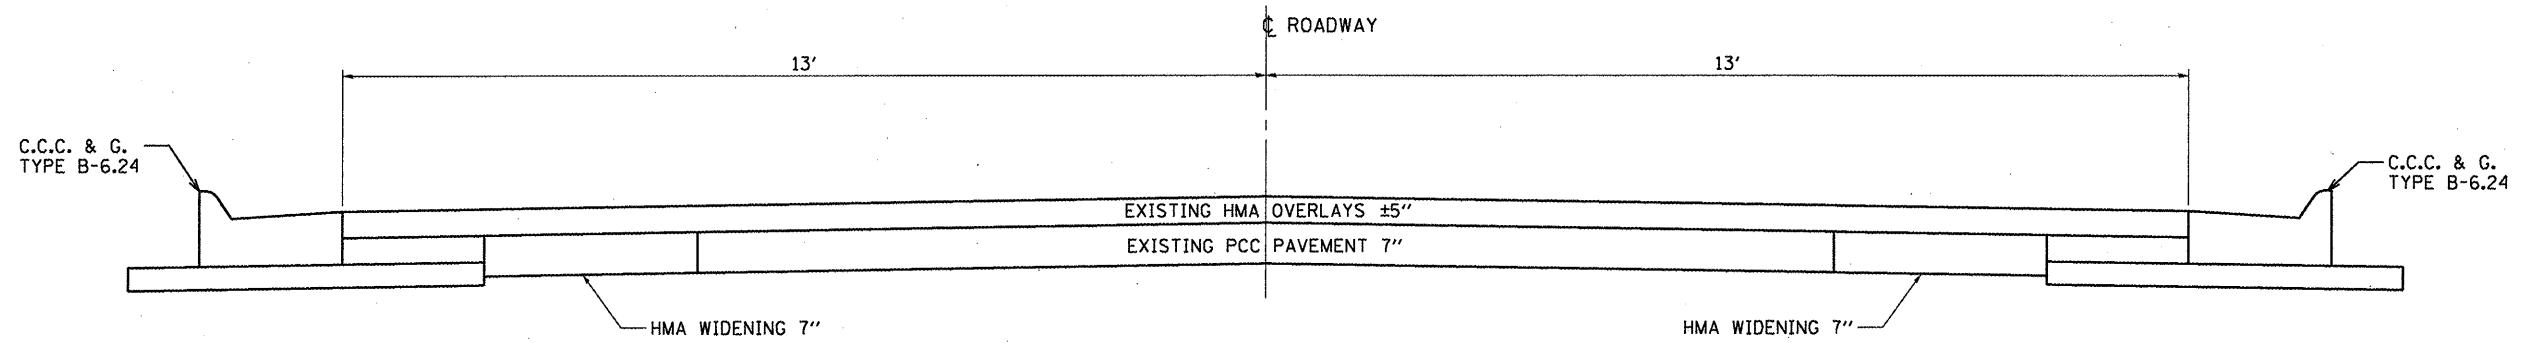 ℄ ROADWAY
13'
13'
C.C.C. & G.
TYPE B-6.24
C.C.C. & G.
TYPE B-6.24
EXISTING HMA OVERLAYS ±5"
EXISTING PCC PAVEMENT 7"
HMA WIDENING 7"
HMA WIDENING 7"